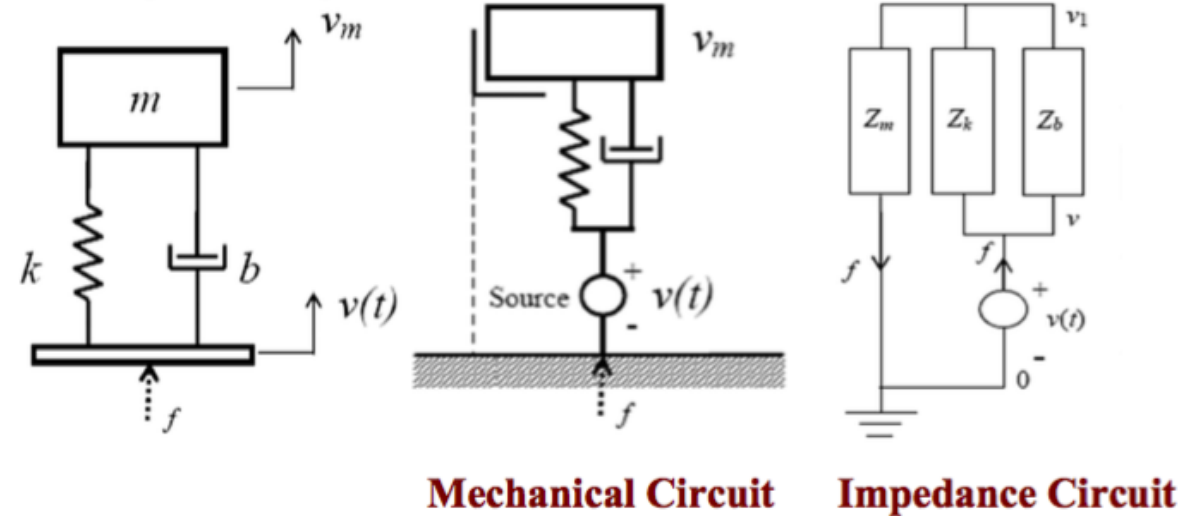 v_m
m
k
b
v(t)
f
v_m
Source
+
v(t)
-
f
v_1
Z_m
Z_k
Z_b
v
f
f
+
v(t)
-
0
Mechanical Circuit
Impedance Circuit